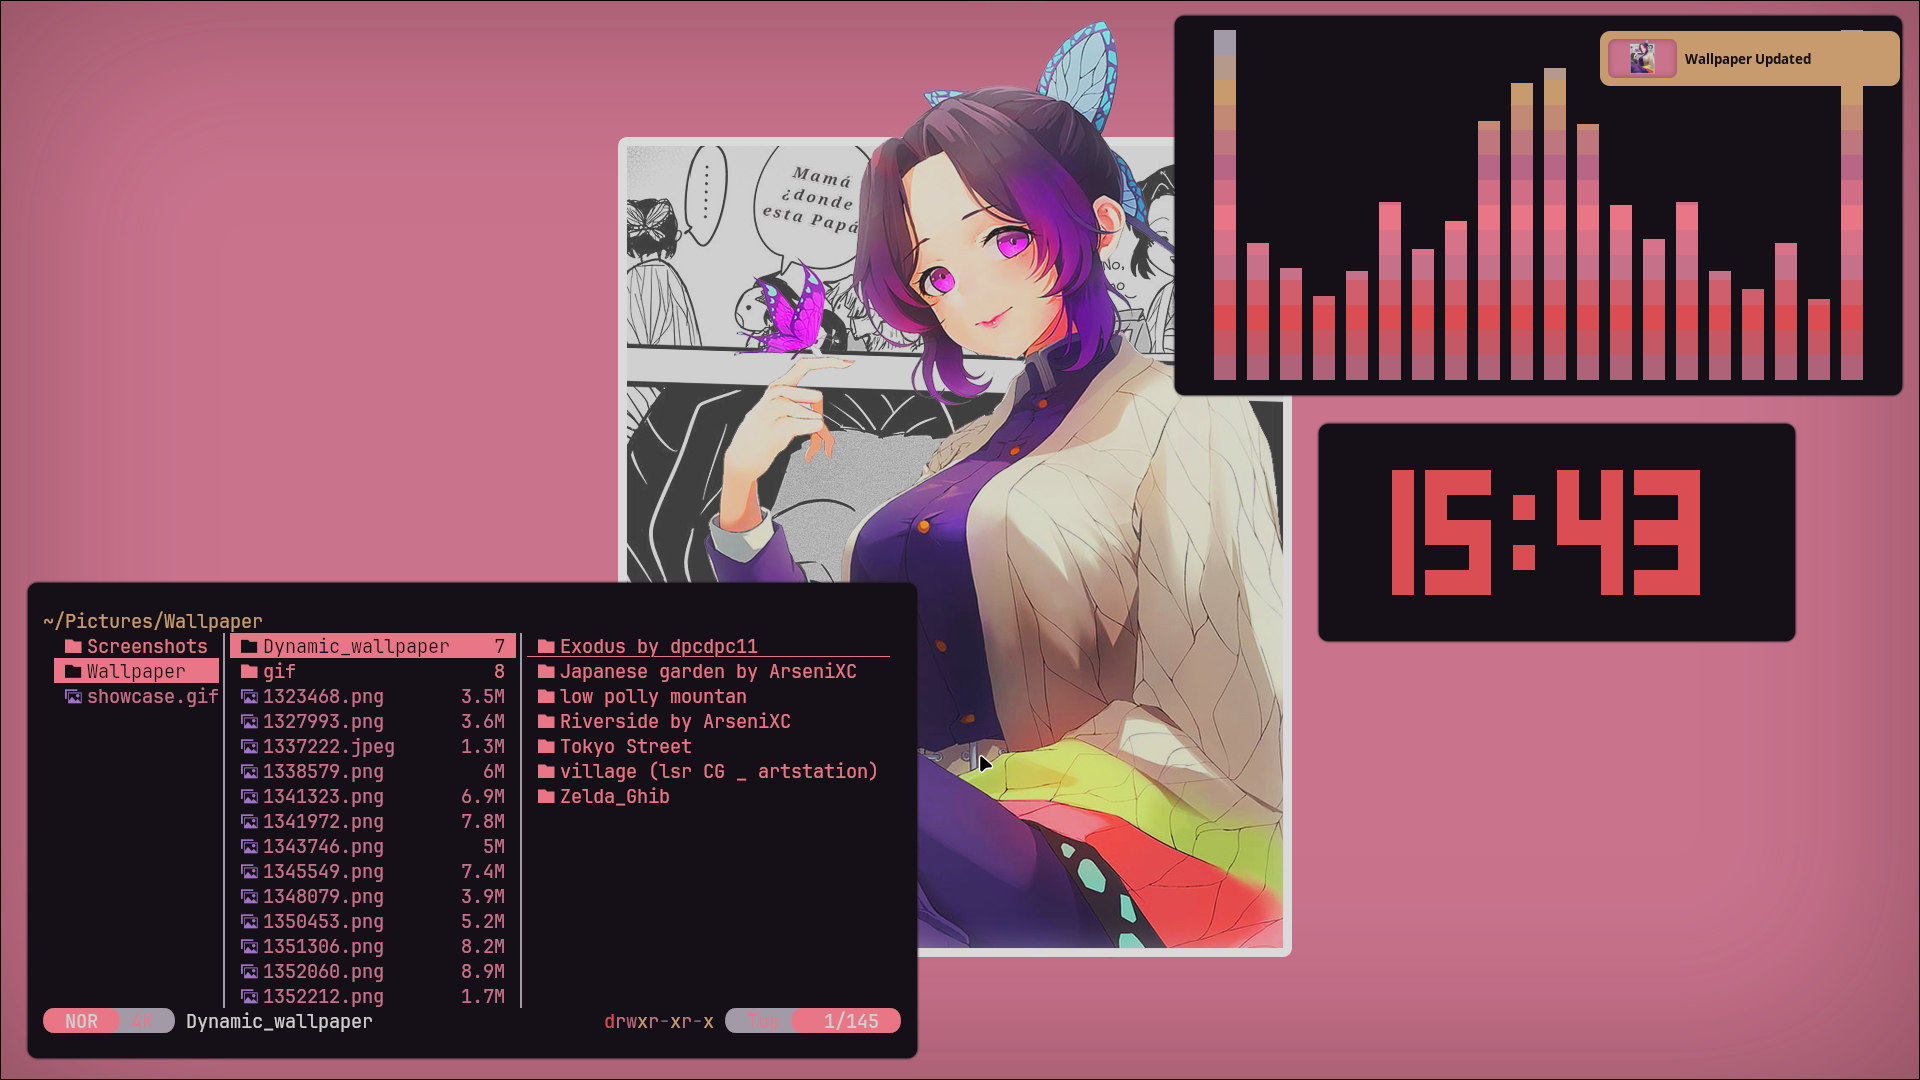 Wallpaper Updated
Mamá
¿donde
esta Papá
No,
no
15:43
~/Pictures/Wallpaper
Screenshots
Wallpaper
showcase.gif
Dynamic_wallpaper 7
gif 8
1323468.png 3.5M
1327993.png 3.6M
1337222.jpeg 1.3M
1338579.png 6M
1341323.png 6.9M
1341972.png 7.8M
1343746.png 5M
1345549.png 7.4M
1348079.png 3.9M
1350453.png 5.2M
1351306.png 8.2M
1352060.png 8.9M
1352212.png 1.7M
Exodus by dpcdpc11
Japanese garden by ArseniXC
low polly mountan
Riverside by ArseniXC
Tokyo Street
village (lsr CG _ artstation)
Zelda_Ghib
NOR 4K Dynamic_wallpaper drwxr-xr-x Top 1/145